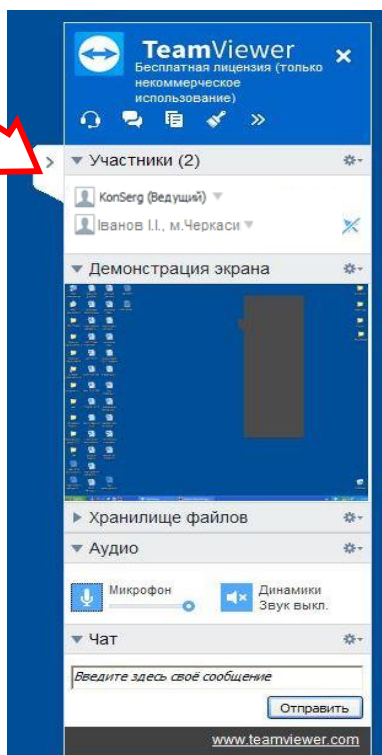 TeamViewer
Бесплатная лицензия (только
некоммерческое
использование)
Участники (2)
KonSerg (Ведущий)
Іванов І.І., м.Черкаси
Демонстрация экрана
Хранилище файлов
Аудио
Микрофон
Динамики
Звук выкл.
Чат
Введите здесь своё сообщение
Отправить
www.teamviewer.com